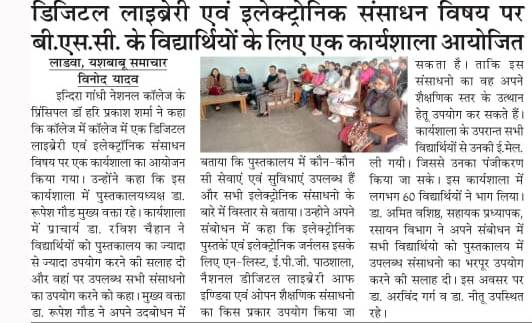 डिजिटल लाइब्रेरी एवं इलेक्ट्रोनिक संसाधन विषय पर
बी.एस.सी. के विद्यार्थियों के लिए एक कार्यशाला आयोजित
लाडवा, यशबाबू समाचार
विनोद यादव
इन्दिरा गांधी नेशनल कॉलेज के
प्रिंसिपल डॉ हरि प्रकाश शर्मा ने कहा
कि कॉलेज में कॉलेज में एक डिजिटल
लाइब्रेरी एवं इलेक्ट्रॉनिक संसाधन
विषय पर एक कार्यशाला का आयोजन
किया गया। उन्होंने कहा कि इस
कार्यशाला में पुस्तकालयध्यक्ष डा.
रूपेश गौड मुख्य वक्ता रहे। कार्यशाला
में प्राचार्य डा. रविश चैहान ने
विद्यार्थियों को पुस्तकालय का ज्यादा
से ज्यादा उपयोग करने की सलाह दी
और वहां पर उपलब्ध सभी संसाधनों
का उपयोग करने को कहा। मुख्य वक्ता
डा. रूपेश गौड ने अपने उदबोधन में
बताया कि पुस्तकालय में कौन-कौन
सी सेवाएं एवं सुविधाएं उपलब्ध हैं
और सभी इलेक्ट्रोनिक संसाधनो के
बारे में विस्तार से बताया। उन्होने अपने
संबोधन में कहा कि इलेक्ट्रोनिक
पुस्तकें एवं इलेक्ट्रोनिक जर्नलस इसके
लिए एन-लिस्ट, ई.पी.जी. पाठशाला,
नैशनल डीजिटल लाइब्रेरी आफ
इण्डिया एवं ओपन शैक्षणिक संसाधनो
का किस प्रकार उपयोग किया जा
सकता है। ताकि इस
संसाधनो का वह अपने
शैक्षणिक स्तर के उत्थान
हेतू उपयोग कर सकते हैं।
कार्यशाला के उपरान्त सभी
विद्यार्थियों से उनकी ई.मेल.
ली गयी। जिससे उनका पंजीकरण
किया जा सके। इस कार्यशाला में
लगभग 60 विद्यार्थियों ने भाग लिया।
डा. अमित वशिष्ठ, सहायक प्रध्यापक,
रसायन विभाग ने अपने संबोधन में
सभी विद्यार्थियो को पुस्तकालय में
उपलब्ध संसाधनो का भरपूर उपयोग
करने की सलाह दी। इस अवसर पर
डा. अरविंद गर्ग व डा. नीतू उपस्थित
रहे।